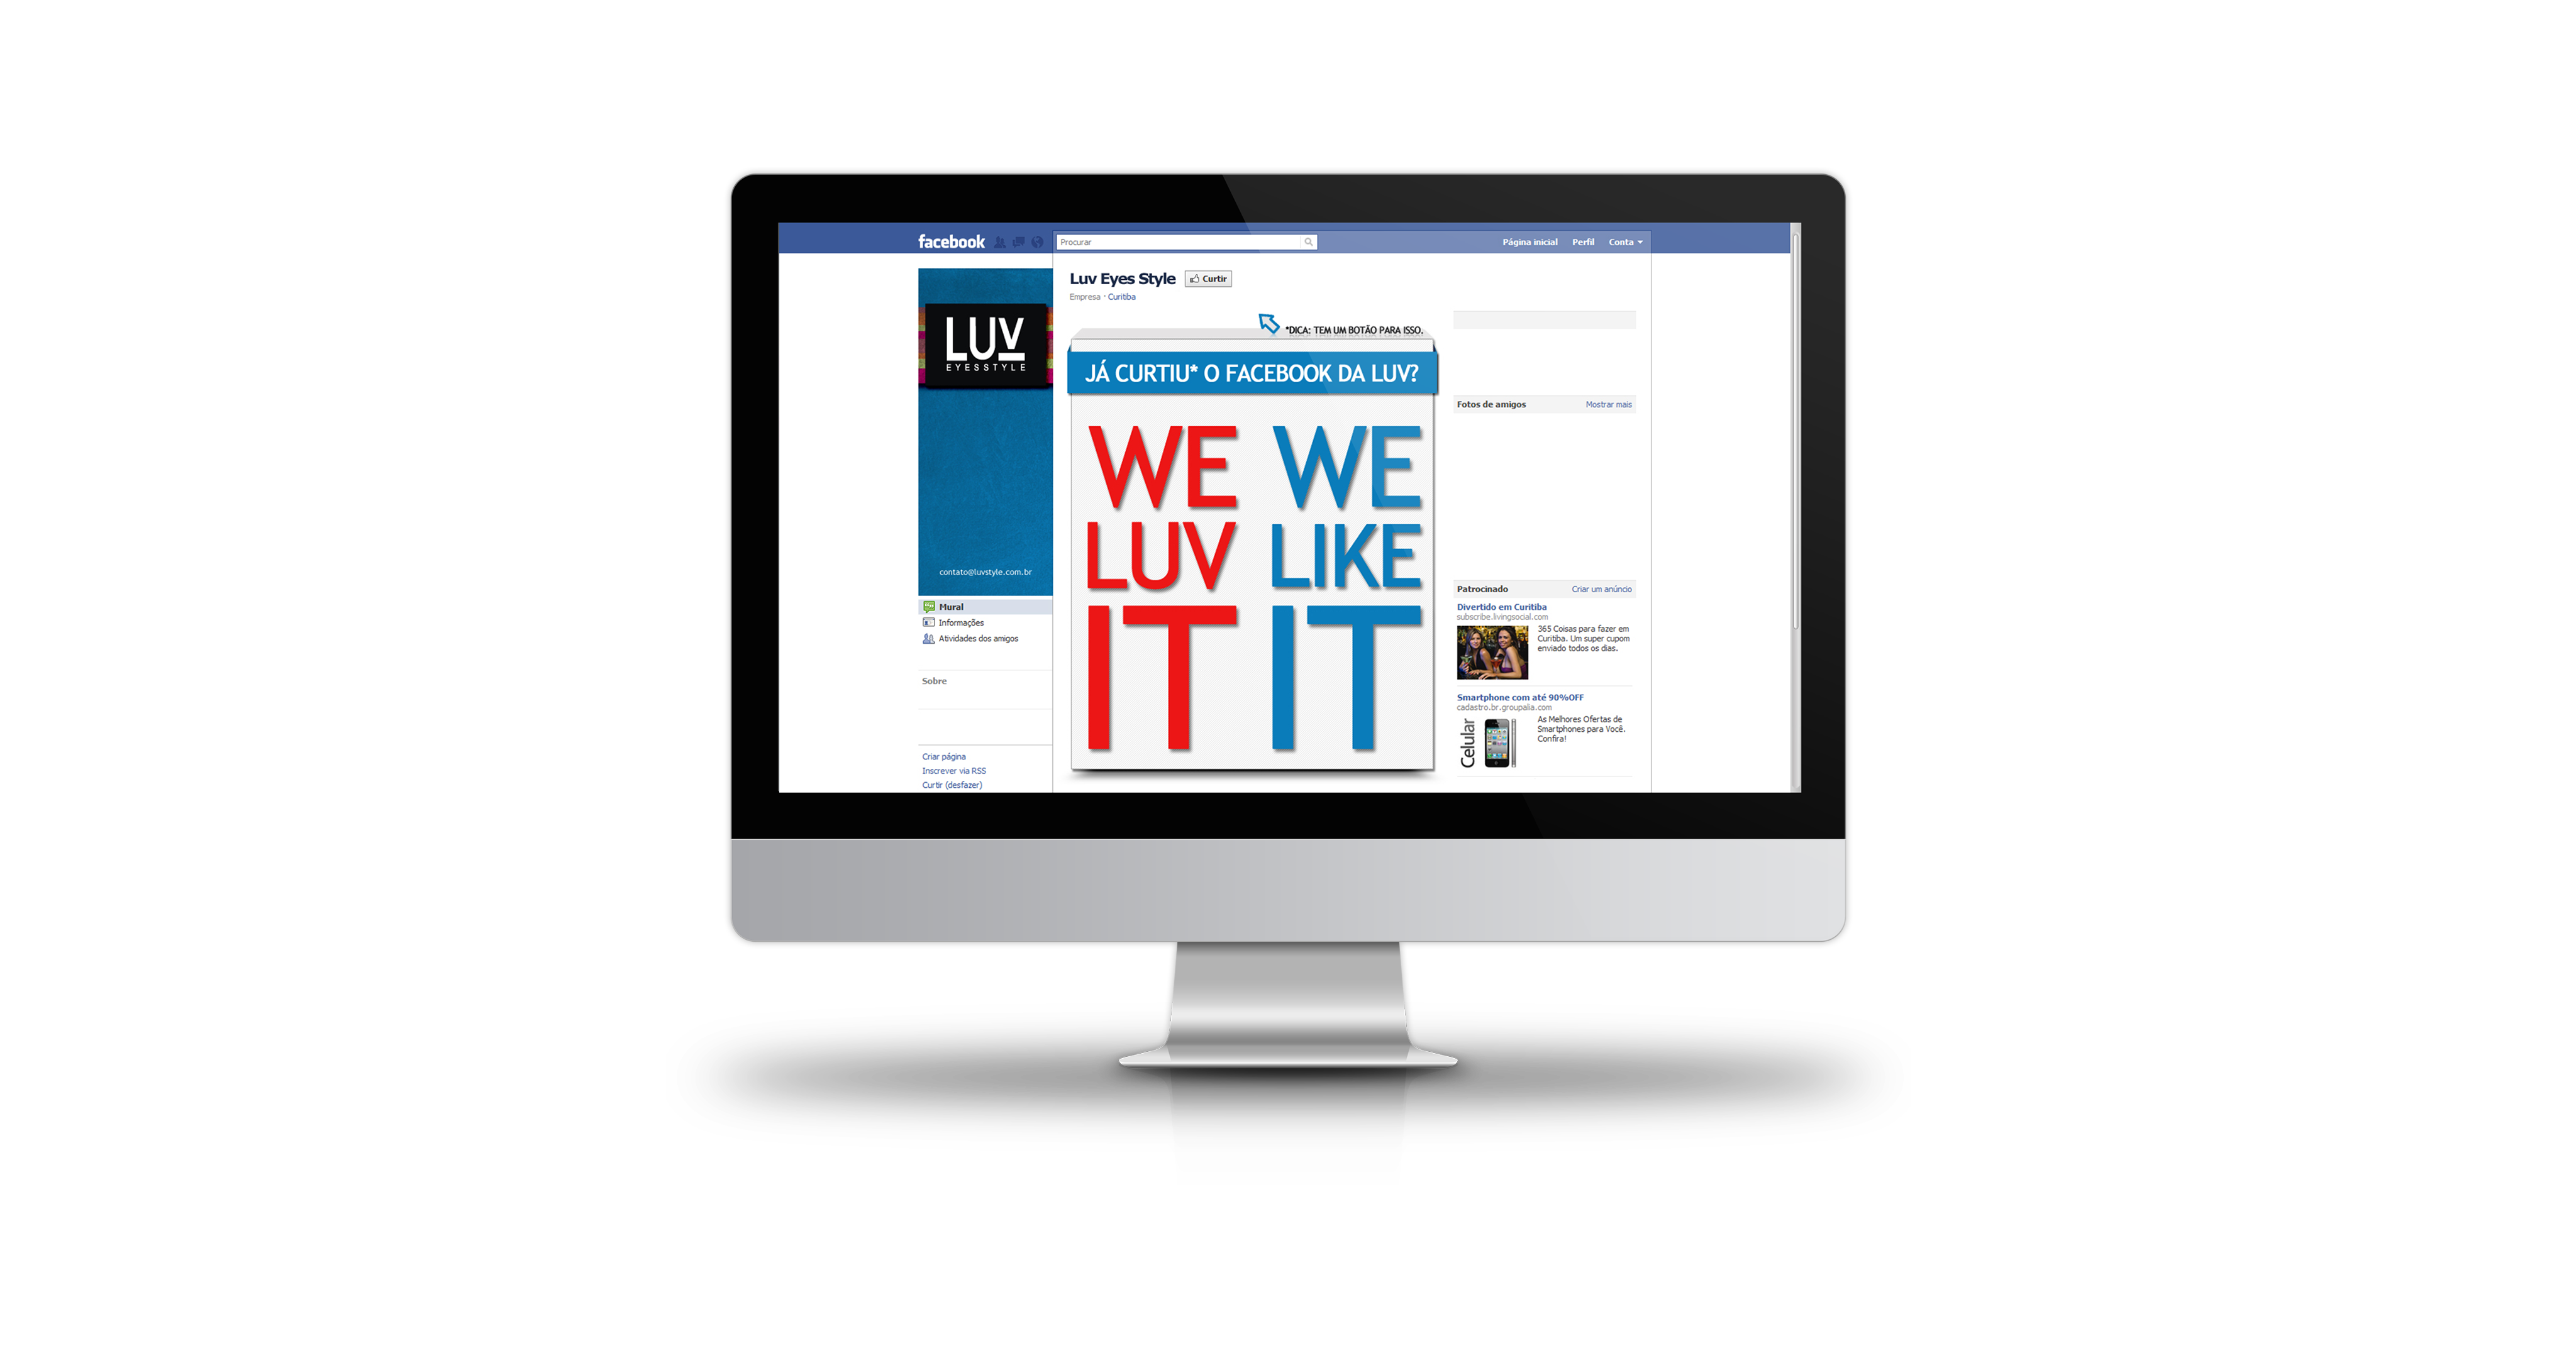 facebook
Procurar
Página inicial Perfil Conta
LUV
EYESSTYLE
contato@luvstyle.com.br
Mural
Informações
Atividades dos amigos
Sobre
Criar página
Inscrever via RSS
Curtir (desfazer)
Luv Eyes Style Curtir
Empresa · Curitiba
*DICA: TEM UM BOTÃO PARA ISSO.
JÁ CURTIU* O FACEBOOK DA LUV?
WE
LUV
IT
WE
LIKE
IT
Fotos de amigos Mostrar mais
Patrocinado Criar um anúncio
Divertido em Curitiba
subscribe.livingsocial.com
365 Coisas para fazer em
Curitiba. Um super cupom
enviado todos os dias.
Smartphone com até 90%OFF
cadastro.br.groupalia.com
Celular
As Melhores Ofertas de
Smartphones para Você.
Confira!